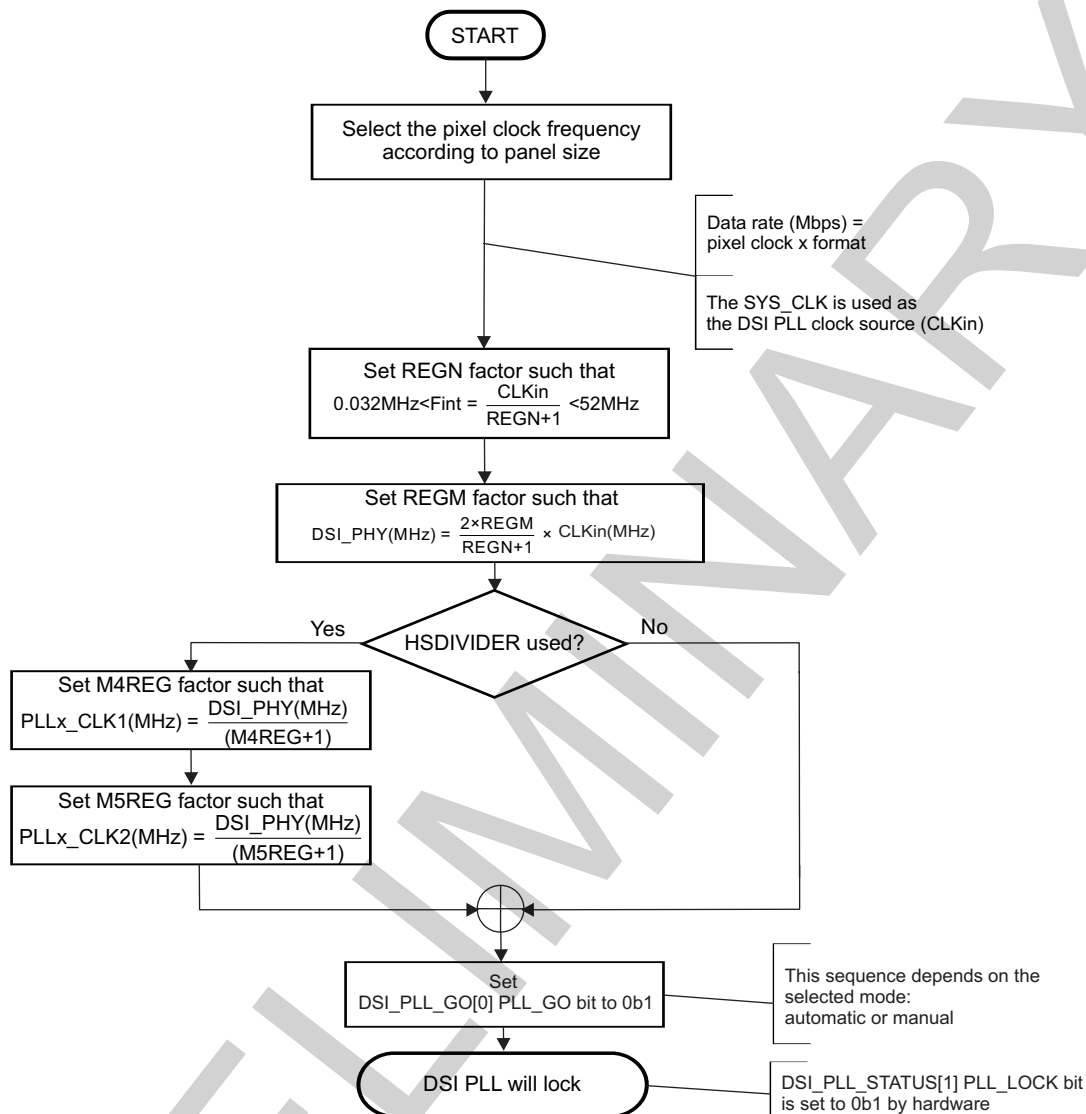 START
Select the pixel clock frequency
according to panel size
Data rate (Mbps) =
pixel clock x format
The SYS_CLK is used as
the DSI PLL clock source (CLKin)
Set REGN factor such that
0.032MHz<Fint = CLKin / REGN+1 <52MHz
Set REGM factor such that
DSI_PHY(MHz) = 2×REGM / REGN+1 × CLKin(MHz)
HSDIVIDER used?
Yes
No
Set M4REG factor such that
PLLx_CLK1(MHz) = DSI_PHY(MHz) / (M4REG+1)
Set M5REG factor such that
PLLx_CLK2(MHz) = DSI_PHY(MHz) / (M5REG+1)
Set
DSI_PLL_GO[0] PLL_GO bit to 0b1
This sequence depends on the
selected mode:
automatic or manual
DSI PLL will lock
DSI_PLL_STATUS[1] PLL_LOCK bit
is set to 0b1 by hardware
ELIMINARY